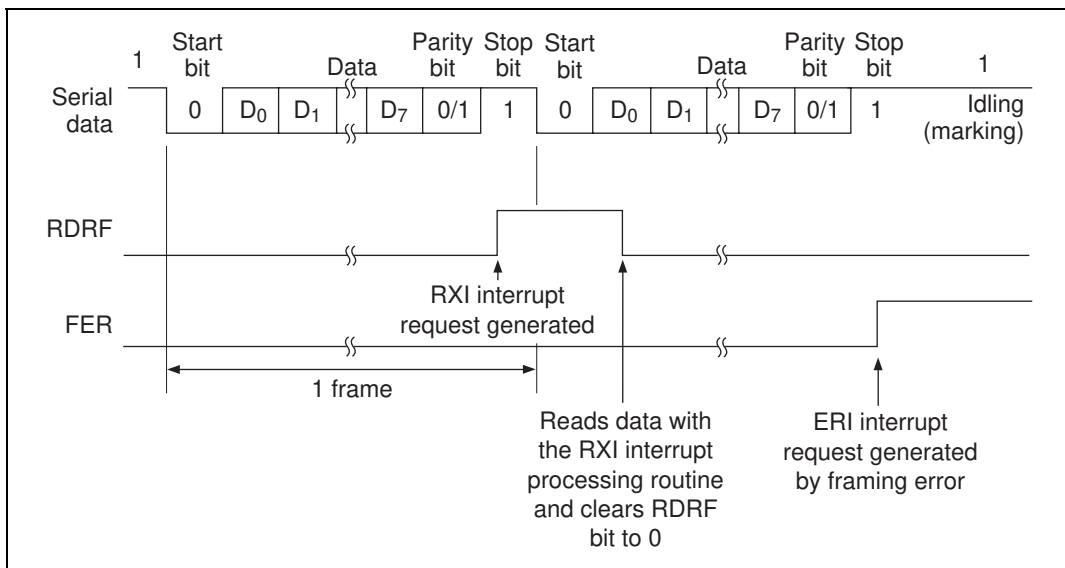 1 Start bit Data Parity bit Stop bit Start bit Data Parity bit Stop bit 1
Serial data 0 D0 D1 D7 0/1 1 0 D0 D1 D7 0/1 1 Idling (marking)
RDRF
RXI interrupt
request generated
FER
1 frame
Reads data with
the RXI interrupt
processing routine
and clears RDRF
bit to 0
ERI interrupt
request generated
by framing error